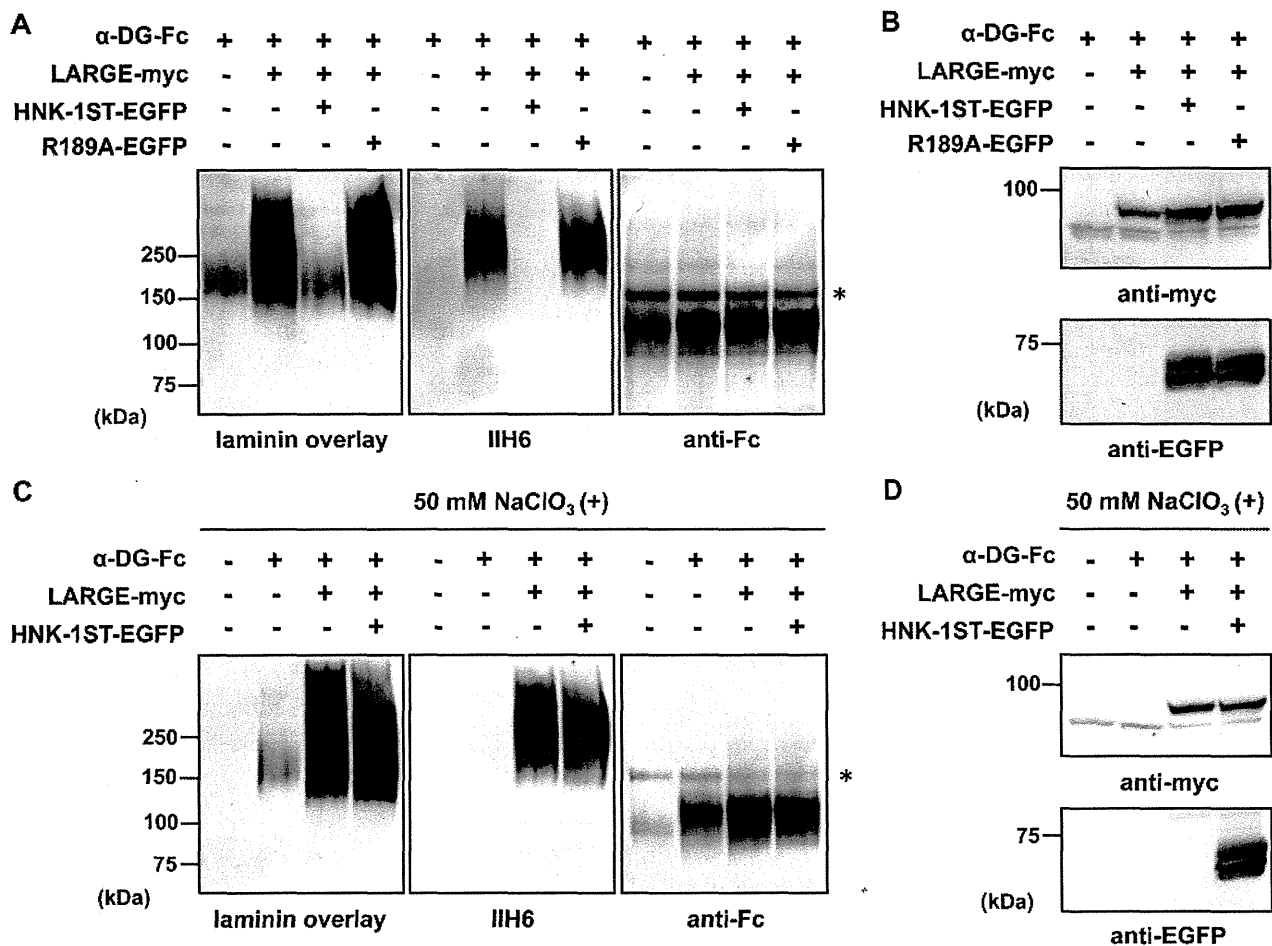 A
α-DG-Fc + + + + + + + + + + + +
LARGE-myc - + + + - + + + - + + +
HNK-1ST-EGFP - - + - - - + - - - + -
R189A-EGFP - - - + - - - + - - - +
250
150
100
75
(kDa)
*
laminin overlay IIH6 anti-Fc
B
α-DG-Fc + + + +
LARGE-myc - + + +
HNK-1ST-EGFP - - + -
R189A-EGFP - - - +
100
anti-myc
75
(kDa)
anti-EGFP
C
50 mM NaClO3 (+)
α-DG-Fc - + + + - + + + - + + +
LARGE-myc - - + + - - + + - - + +
HNK-1ST-EGFP - - - + - - - + - - - +
250
150
100
75
(kDa)
*
laminin overlay IIH6 anti-Fc
D
50 mM NaClO3 (+)
α-DG-Fc - + + +
LARGE-myc - - + +
HNK-1ST-EGFP - - - +
100
anti-myc
75
(kDa)
anti-EGFP